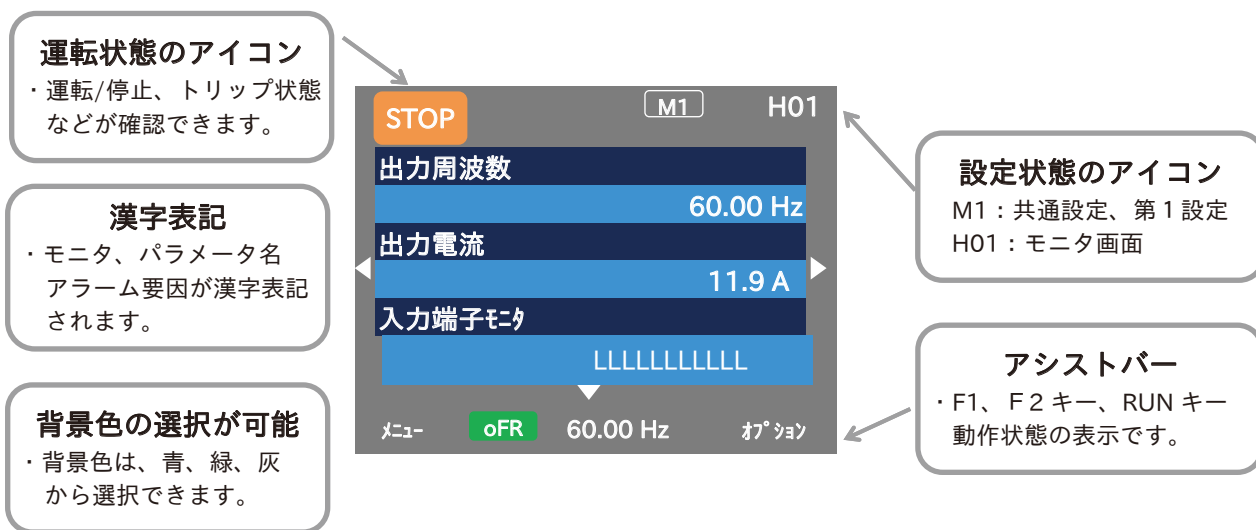 運転状態のアイコン
・運転/停止、トリップ状態
などが確認できます。
漢字表記
・モニタ、パラメータ名
アラーム要因が漢字表記
されます。
背景色の選択が可能
・背景色は、青、緑、灰
から選択できます。
STOP M1 H01
出力周波数
60.00 Hz
出力電流
11.9 A
入力端子ﾓﾆﾀ
LLLLLLLLLLL
ﾒﾆｭｰ oFR 60.00 Hz ｵﾌﾟｼｮﾝ
設定状態のアイコン
M1：共通設定、第１設定
H01：モニタ画面
アシストバー
・F1、Ｆ２キー、RUN キー
動作状態の表示です。